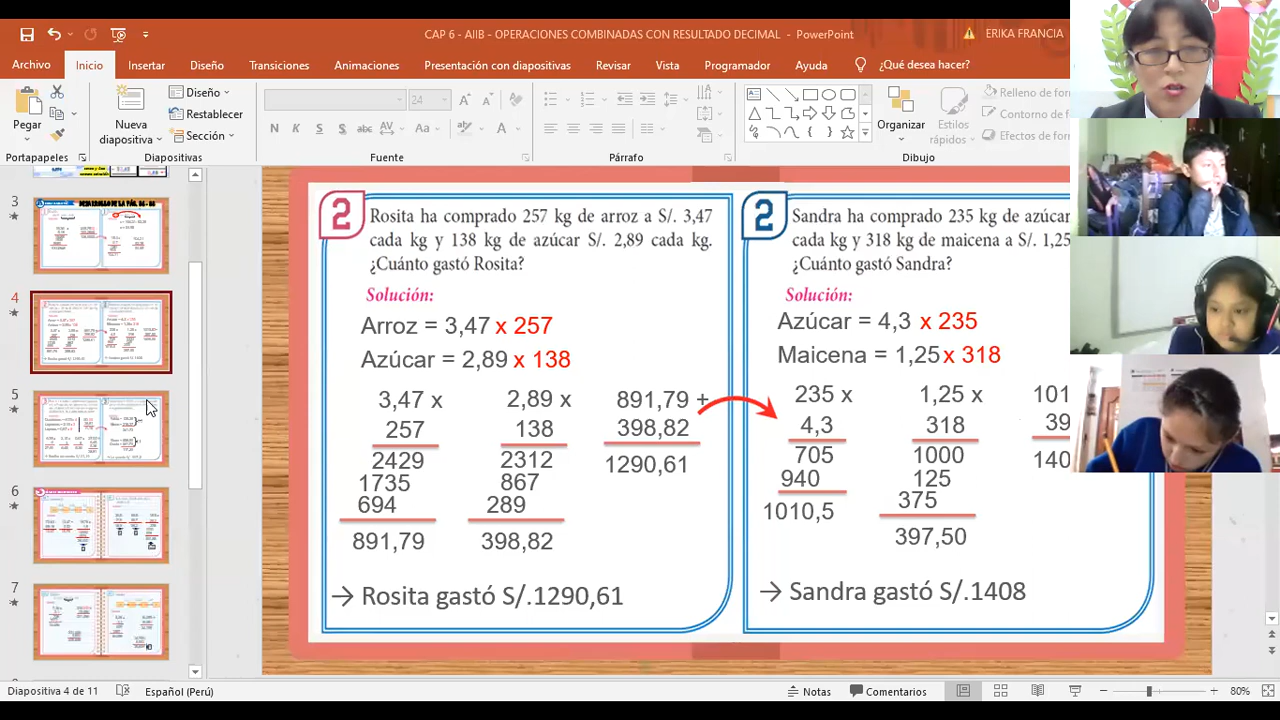 CAP 6 - AIIB - OPERACIONES COMBINADAS CON RESULTADO DECIMAL - PowerPoint
ERIKA FRANCIA
Archivo
Inicio
Insertar
Diseño
Transiciones
Animaciones
Presentación con diapositivas
Revisar
Vista
Programador
Ayuda
¿Qué desea hacer?
Pegar
Nueva
diapositiva
Diseño
Restablecer
Sección
24
N K S S
Aa
A
Organizar
Estilos
rápidos
Relleno de for
Contorno de
Efectos de for
Portapapeles
Diapositivas
Fuente
Párrafo
Dibujo
4
6
7
2
Rosita ha comprado 257 kg de arroz a S/. 3,47
cada kg y 138 kg de azúcar S/. 2,89 cada kg.
¿Cuánto gastó Rosita?
Solución:
Arroz = 3,47 x 257
Azúcar = 2,89 x 138
3,47 x
257
2429
1735
694
891,79
2,89 x
138
2312
867
289
398,82
891,79 +
398,82
1290,61
→ Rosita gastó S/.1290,61
2
Sandra ha comprado 235 kg de azúcar
cada kg y 318 kg de maicena a S/. 1,25
¿Cuánto gastó Sandra?
Solución:
Azúcar = 4,3 x 235
Maicena = 1,25 x 318
235 x
4,3
705
940
1010,5
1,25 x
318
1000
125
375
397,50
101
39
140
→ Sandra gastó S/.1408
Diapositiva 4 de 11
Español (Perú)
Notas
Comentarios
80%